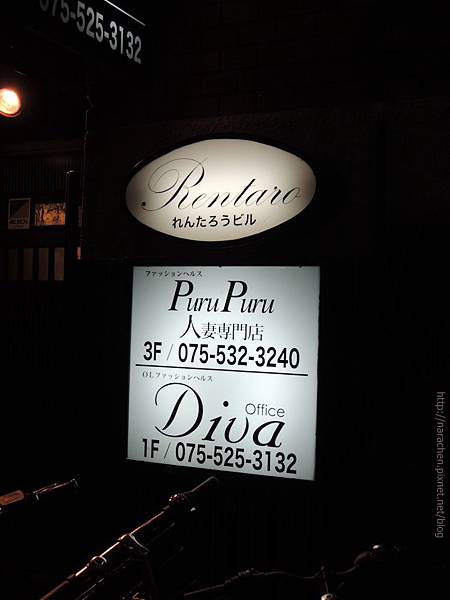 075-525-3132
Rentaro
れんたろうビル
ファッションヘルス
PuruPuru
人妻専門店
3F / 075-532-3240
OLファッションヘルス
Office
Diva
1F / 075-525-3132
http://narachen.pixnet.net/blog